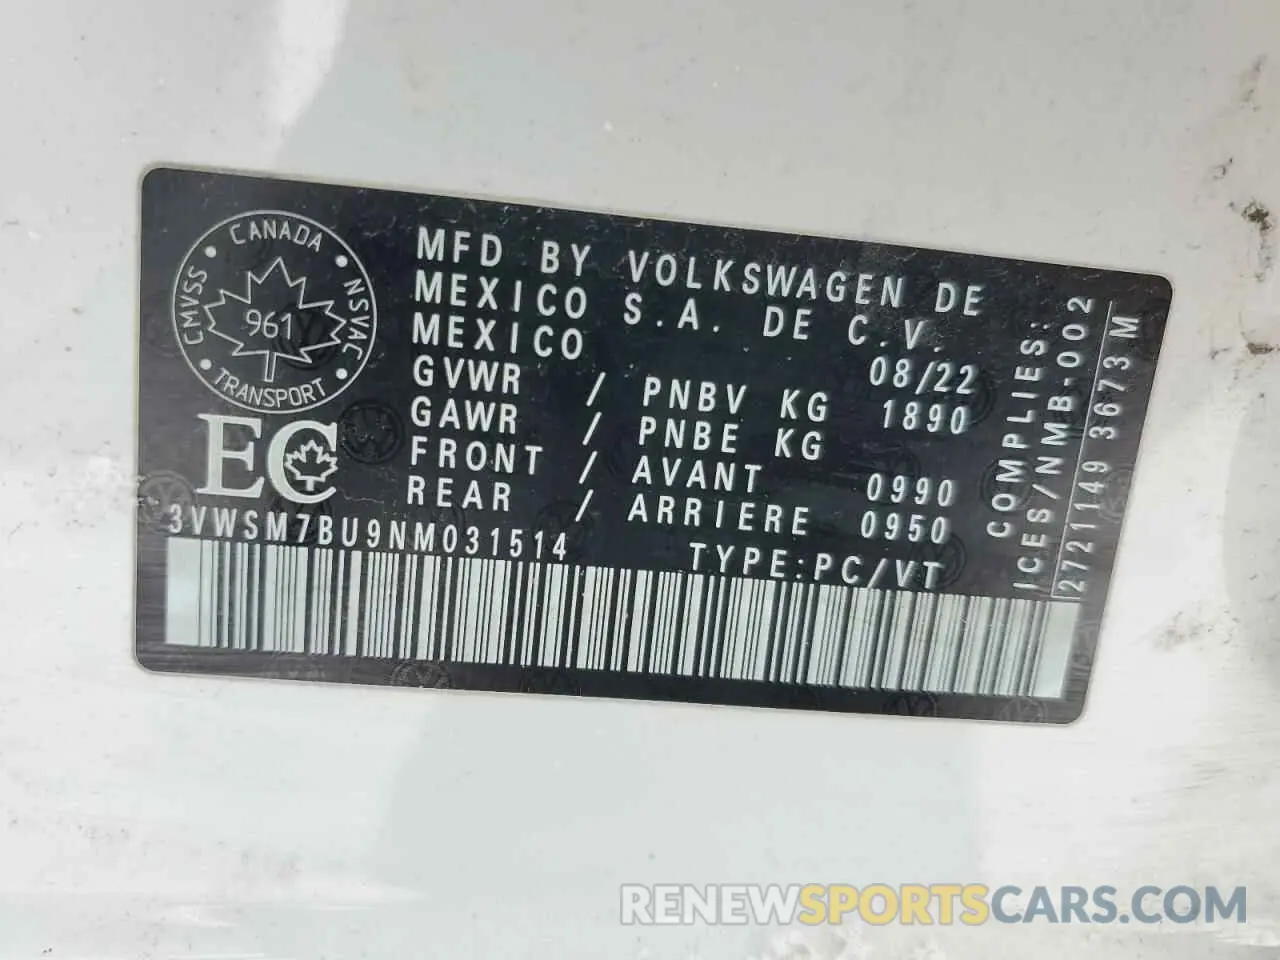 CANADA
CMVSS
NSVAC
961
TRANSPORT
EC
MFD BY VOLKSWAGEN DE
MEXICO S.A. DE C.V.
MEXICO 08/22
GVWR / PNBV KG 1890
GAWR / PNBE KG
FRONT / AVANT 0990
REAR / ARRIERE 0950
3VWSM7BU9NM031514 TYPE:PC/VT
COMPLIES:
ICES/NMB-002
2721149 3673 M
RENEWSPORTSCARS.COM